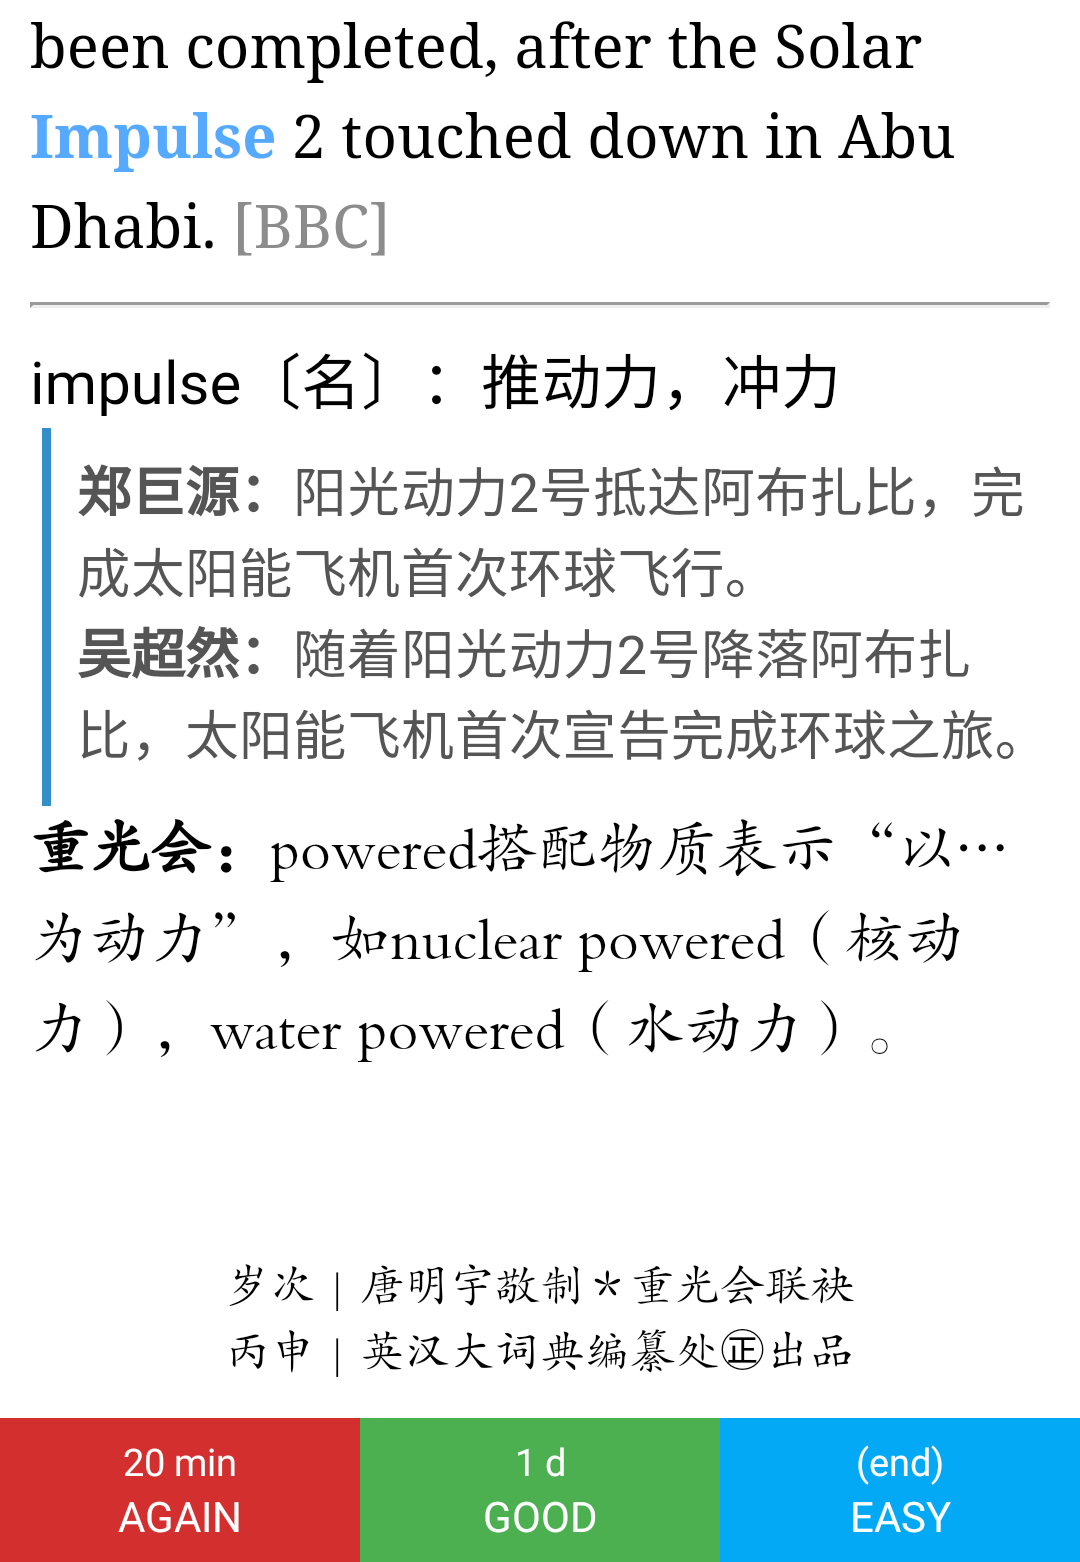 been completed, after the Solar
Impulse 2 touched down in Abu
Dhabi. [BBC]
impulse〔名〕：推动力，冲力
郑巨源：阳光动力2号抵达阿布扎比，完
成太阳能飞机首次环球飞行。
吴超然：随着阳光动力2号降落阿布扎
比，太阳能飞机首次宣告完成环球之旅。
重光会：powered搭配物质表示“以…
为动力”，如nuclear powered（核动
力），water powered（水动力）。
岁次 | 唐明宇敬制＊重光会联袂
丙申 | 英汉大词典编纂处㊣出品
20 min
AGAIN
1 d
GOOD
(end)
EASY